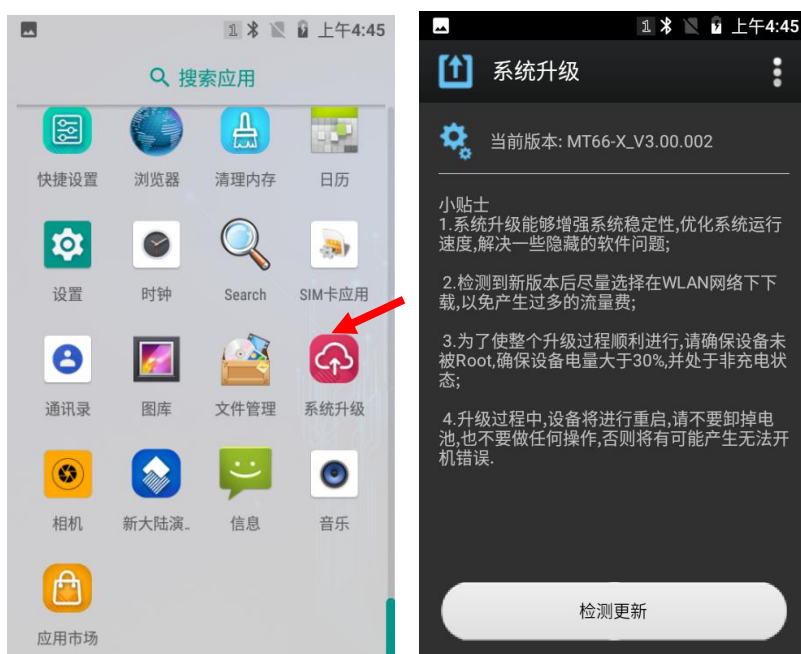 上午4:45
搜索应用
快捷设置 浏览器 清理内存 日历
设置 时钟 Search SIM卡应用
通讯录 图库 文件管理 系统升级
相机 新大陆演.. 信息 音乐
应用市场
1 上午4:45
系统升级
当前版本: MT66-X_V3.00.002
小贴士
1.系统升级能够增强系统稳定性,优化系统运行
速度,解决一些隐藏的软件问题;
2.检测到新版本后尽量选择在WLAN网络下下
载,以免产生过多的流量费;
3.为了使整个升级过程顺利进行,请确保设备未
被Root,确保设备电量大于30%,并处于非充电状
态;
4.升级过程中,设备将进行重启,请不要卸掉电
池,也不要做任何操作,否则将有可能产生无法开
机错误.
检测更新